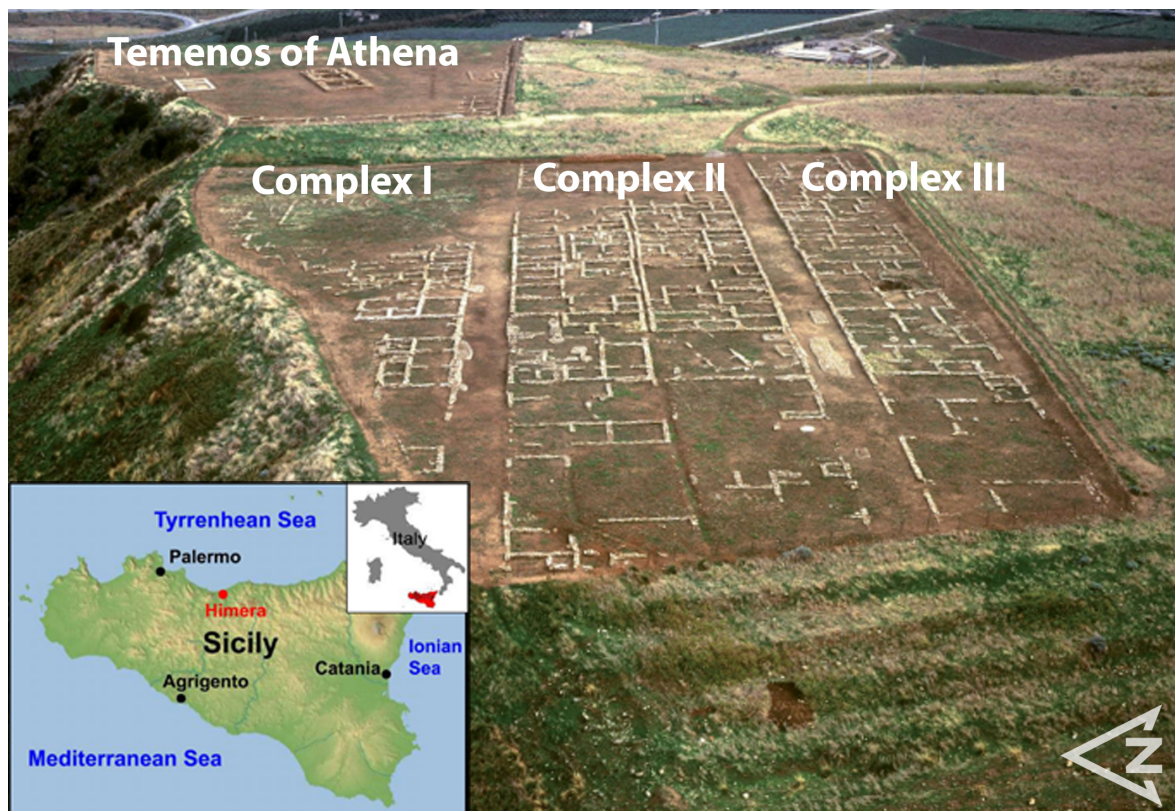 Temenos of Athena
Complex I
Complex II
Complex III
Tyrrenhean Sea
Italy
Palermo
Himera
Sicily
Ionian
Sea
Catania
Agrigento
Mediterranean Sea
N